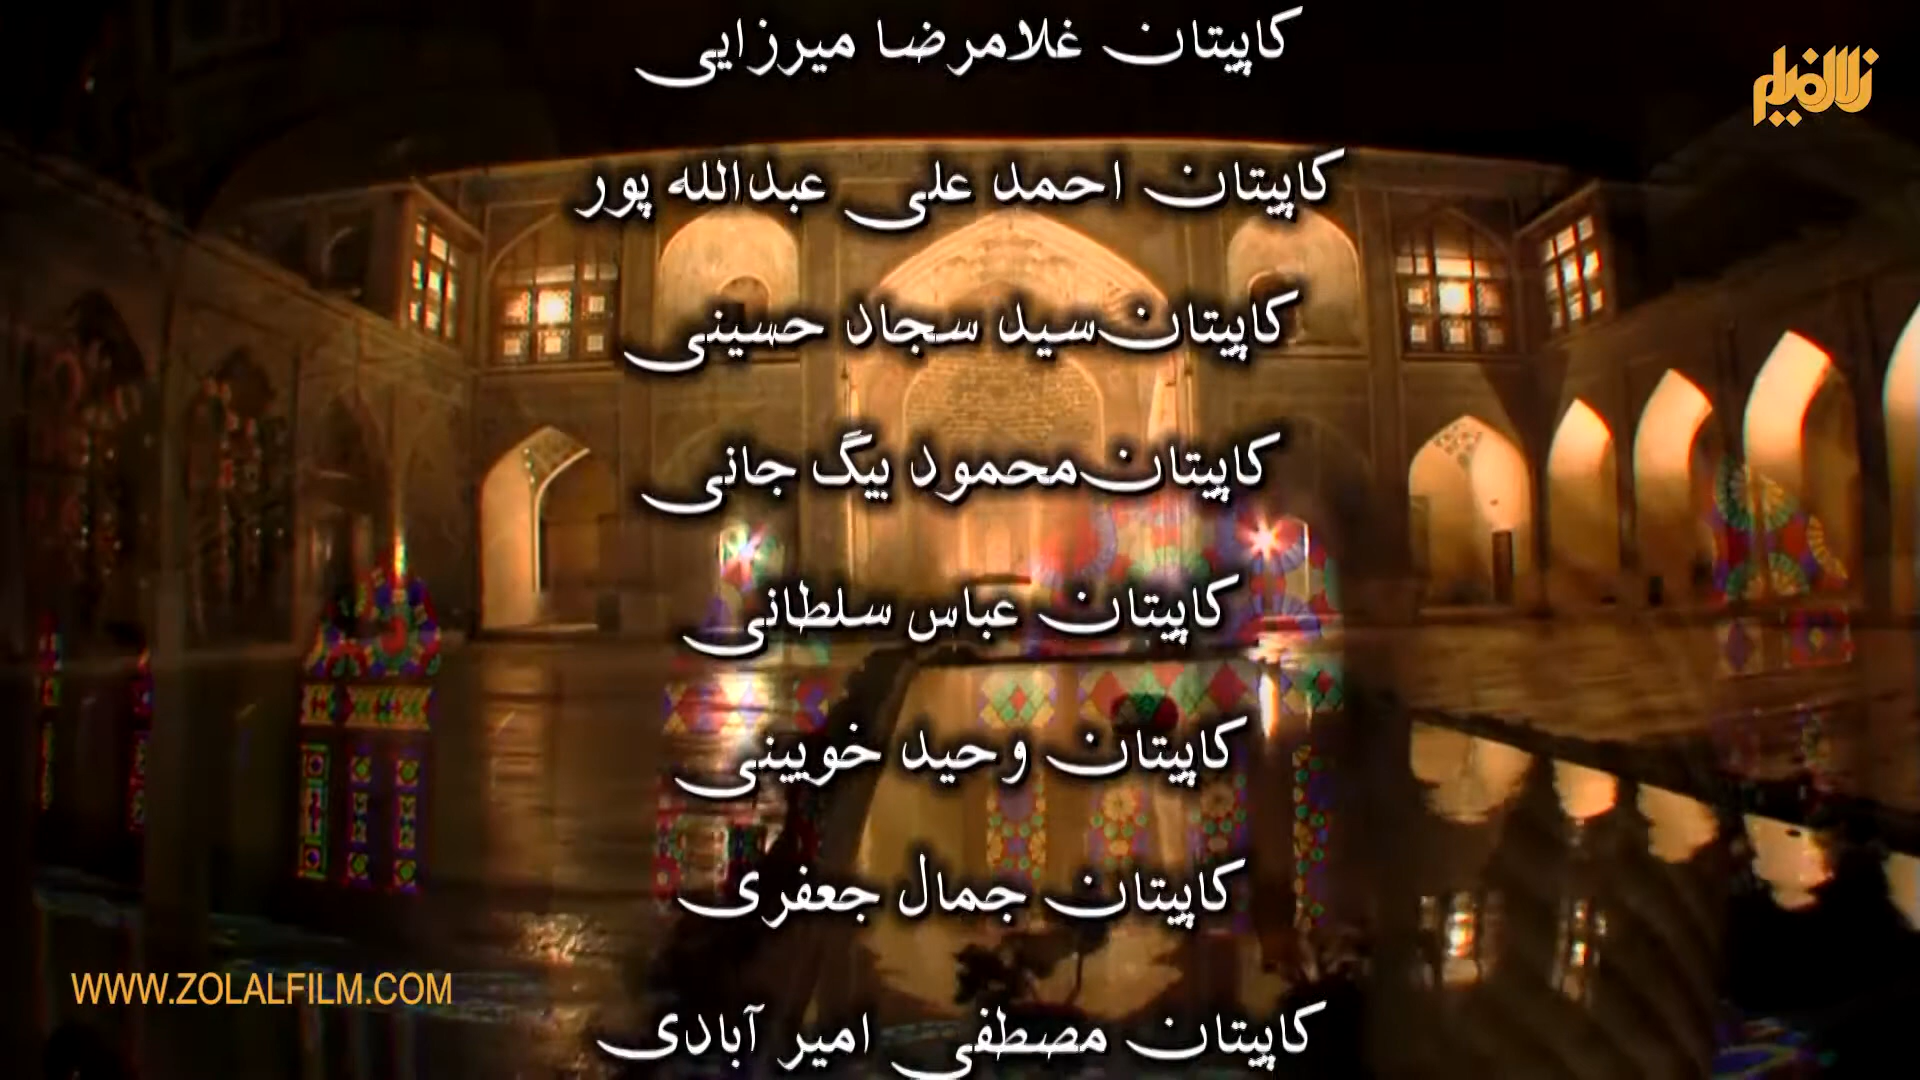 کاپیتان غلامرضا میرزایی
زلال فیلم
کاپیتان احمد علی عبدالله پور
کاپیتان سید سجاد حسینی
کاپیتان محمود بیگ جانی
کاپیتان عباس سلطانی
کاپیتان وحید خویینی
کاپیتان جمال جعفری
WWW.ZOLALFILM.COM
کاپیتان مصطفی امیر آبادی